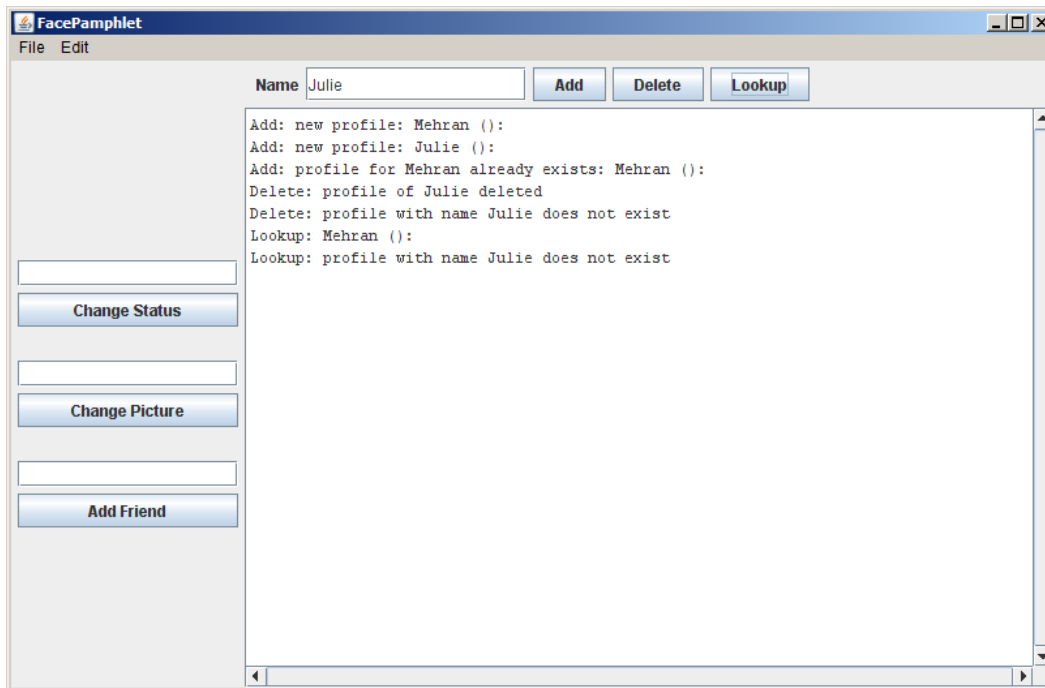 FacePamphlet
File Edit
Name Julie Add Delete Lookup
Add: new profile: Mehran ():
Add: new profile: Julie ():
Add: profile for Mehran already exists: Mehran ():
Delete: profile of Julie deleted
Delete: profile with name Julie does not exist
Lookup: Mehran ():
Lookup: profile with name Julie does not exist
Change Status
Change Picture
Add Friend